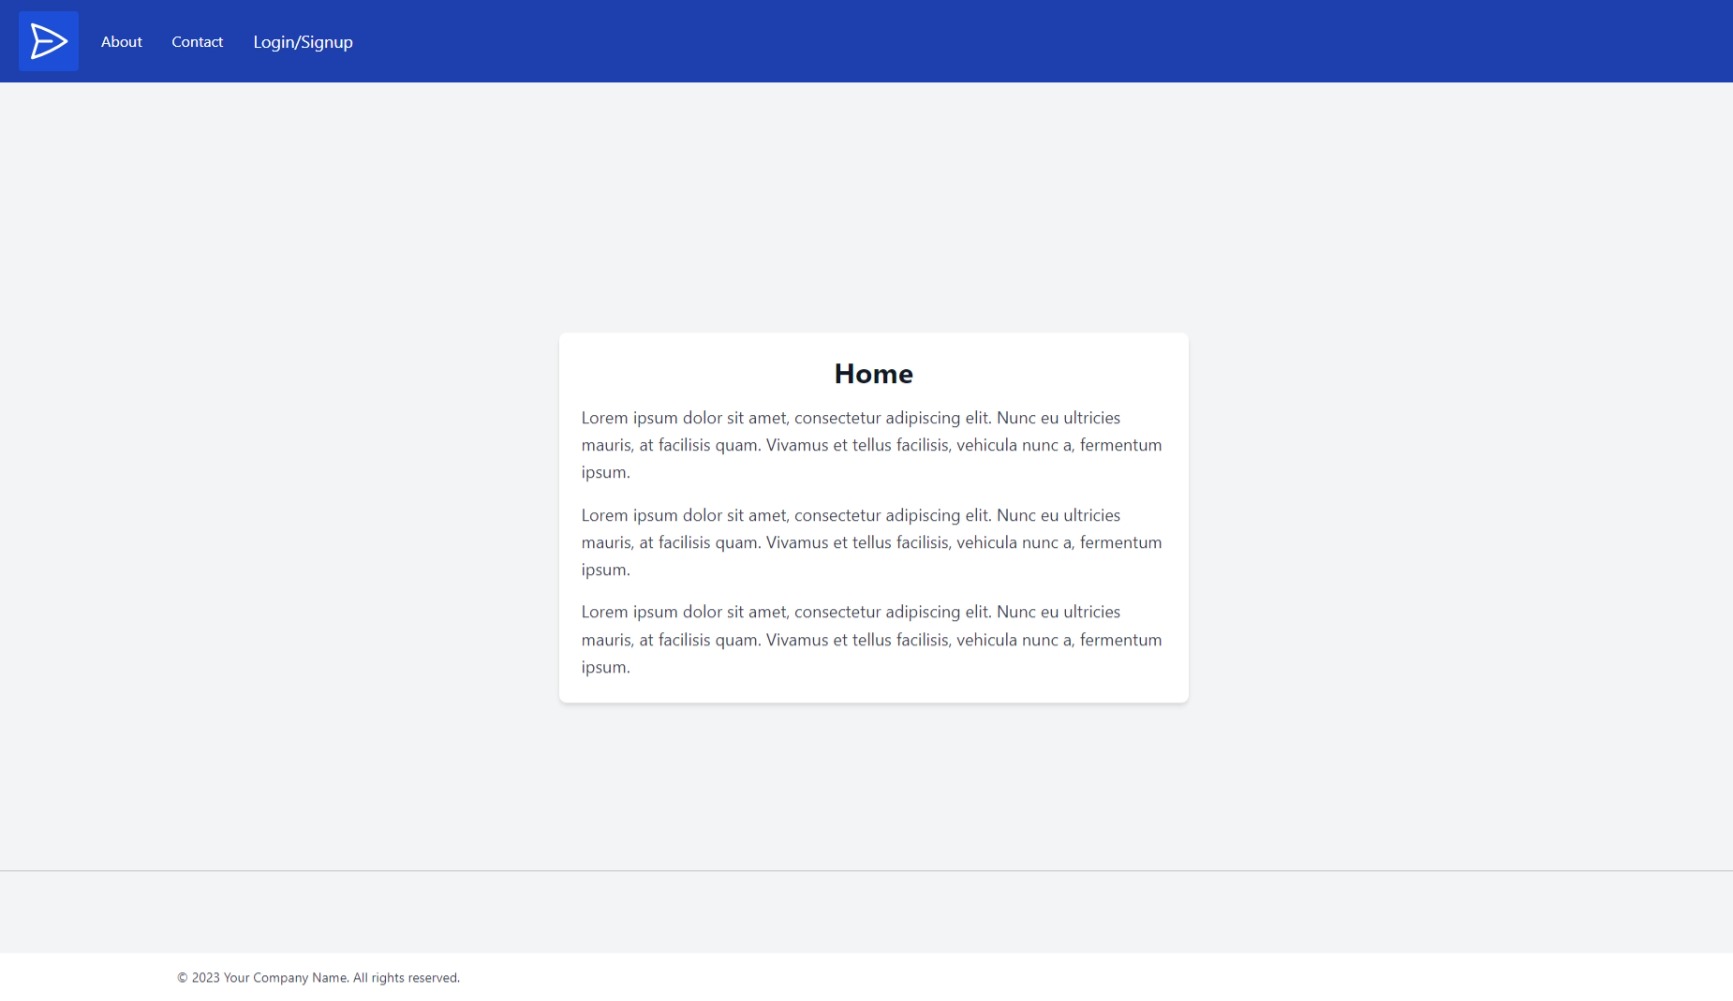 About Contact Login/Signup
Home
Lorem ipsum dolor sit amet, consectetur adipiscing elit. Nunc eu ultricies
mauris, at facilisis quam. Vivamus et tellus facilisis, vehicula nunc a, fermentum
ipsum.
Lorem ipsum dolor sit amet, consectetur adipiscing elit. Nunc eu ultricies
mauris, at facilisis quam. Vivamus et tellus facilisis, vehicula nunc a, fermentum
ipsum.
Lorem ipsum dolor sit amet, consectetur adipiscing elit. Nunc eu ultricies
mauris, at facilisis quam. Vivamus et tellus facilisis, vehicula nunc a, fermentum
ipsum.
© 2023 Your Company Name. All rights reserved.